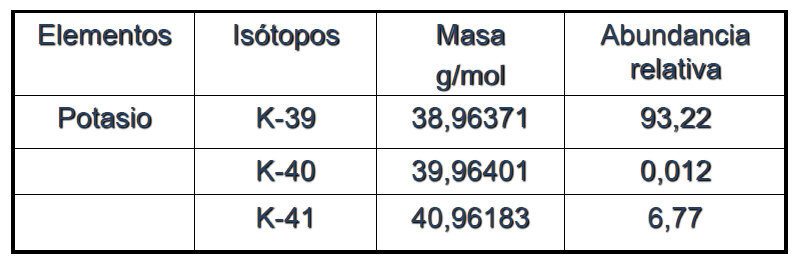 Elementos Isótopos Masa g/mol Abundancia relativa
Potasio K-39 38,96371 93,22
K-40 39,96401 0,012
K-41 40,96183 6,77